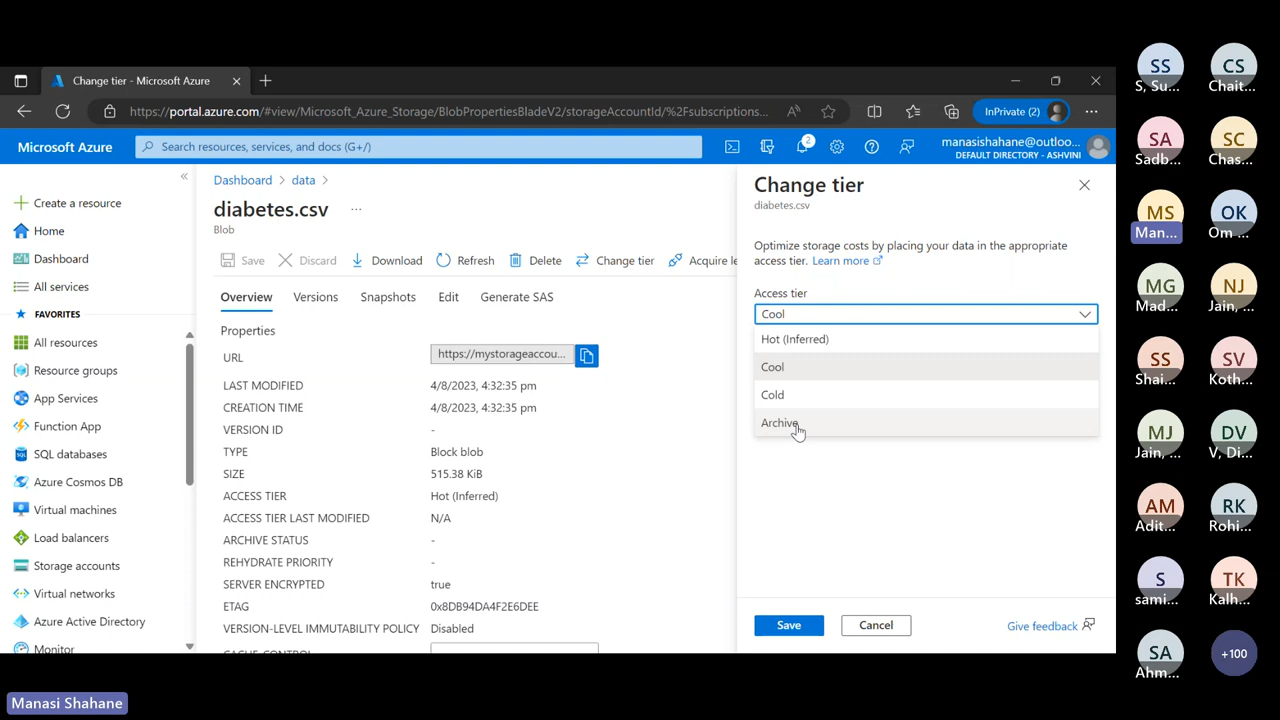 Change tier - Microsoft Azure
https://portal.azure.com/#view/Microsoft_Azure_Storage/BlobPropertiesBladeV2/storageAccountId/%2Fsubscriptions...
InPrivate (2)
Microsoft Azure
Search resources, services, and docs (G+/)
2
manasishahane@outloo...
DEFAULT DIRECTORY - ASHVINI
Create a resource
Home
Dashboard
All services
FAVORITES
All resources
Resource groups
App Services
Function App
SQL databases
Azure Cosmos DB
Virtual machines
Load balancers
Storage accounts
Virtual networks
Azure Active Directory
Monitor
Dashboard > data >
diabetes.csv ...
Blob
Save
Discard
Download
Refresh
Delete
Change tier
Acquire le
Overview
Versions
Snapshots
Edit
Generate SAS
Properties
URL https://mystorageaccou...
LAST MODIFIED 4/8/2023, 4:32:35 pm
CREATION TIME 4/8/2023, 4:32:35 pm
VERSION ID -
TYPE Block blob
SIZE 515.38 KiB
ACCESS TIER Hot (Inferred)
ACCESS TIER LAST MODIFIED N/A
ARCHIVE STATUS -
REHYDRATE PRIORITY -
SERVER ENCRYPTED true
ETAG 0x8DB94DA4F2E6DEE
VERSION-LEVEL IMMUTABILITY POLICY Disabled
CACHE-CONTROL
Change tier
diabetes.csv
Optimize storage costs by placing your data in the appropriate
access tier. Learn more
Access tier
Cool
Hot (Inferred)
Cool
Cold
Archive
Save
Cancel
Give feedback
SS CS
S, Su... Chait...
SA SC
Sadb... Chas...
MS OK
Man... Om ...
MG NJ
Mad... Jain, ...
SS SV
Shai... Koth...
MJ DV
Jain, ... V, Di...
AM RK
Adit... Rohi...
S TK
sami... Kalh...
SA +100
Ahm...
Manasi Shahane